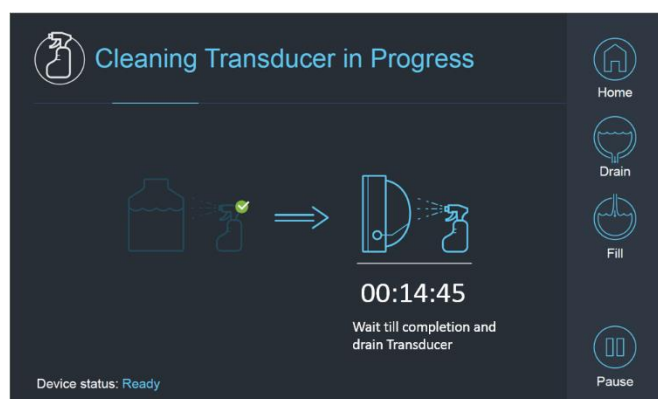 Cleaning Transducer in Progress
Home
Drain
Fill
00:14:45
Wait till completion and
drain Transducer
Device status: Ready
Pause